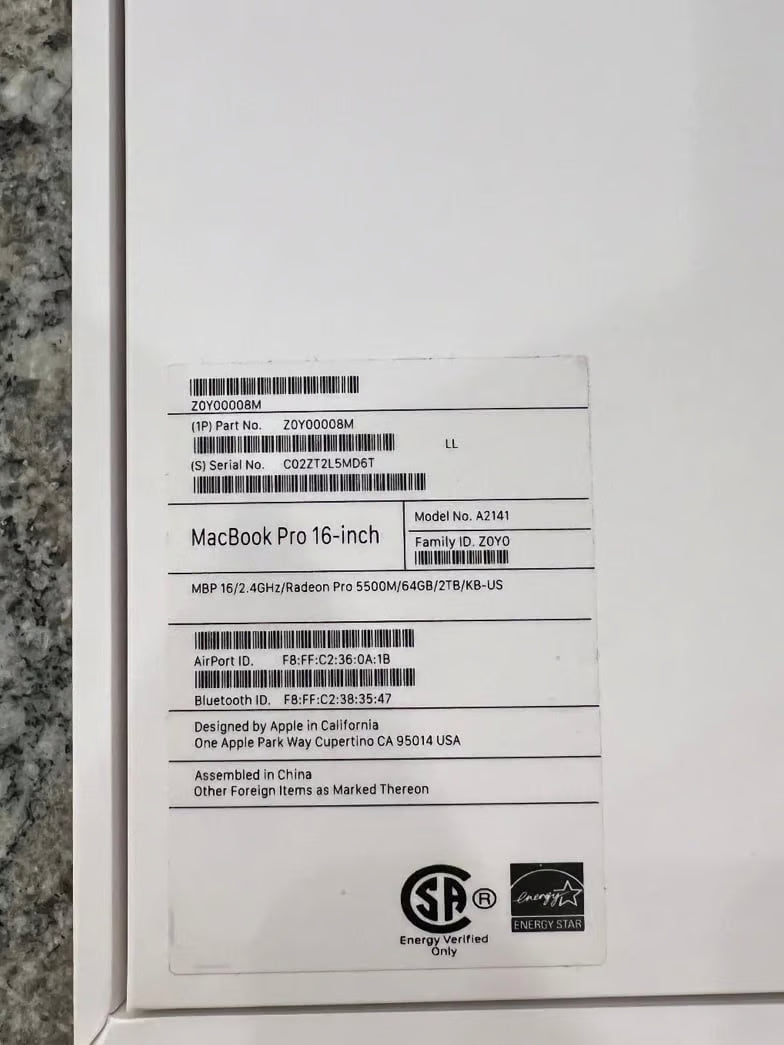 Z0Y00008M
(1P) Part No. Z0Y00008M
LL
(S) Serial No. C02ZT2L5MD6T
MacBook Pro 16-inch
Model No. A2141
Family ID. Z0Y0
MBP 16/2.4GHz/Radeon Pro 5500M/64GB/2TB/KB-US
AirPort ID. F8:FF:C2:36:0A:1B
Bluetooth ID. F8:FF:C2:38:35:47
Designed by Apple in California
One Apple Park Way Cupertino CA 95014 USA
Assembled in China
Other Foreign Items as Marked Thereon
SA ®
Energy Verified
Only
energy
ENERGY STAR